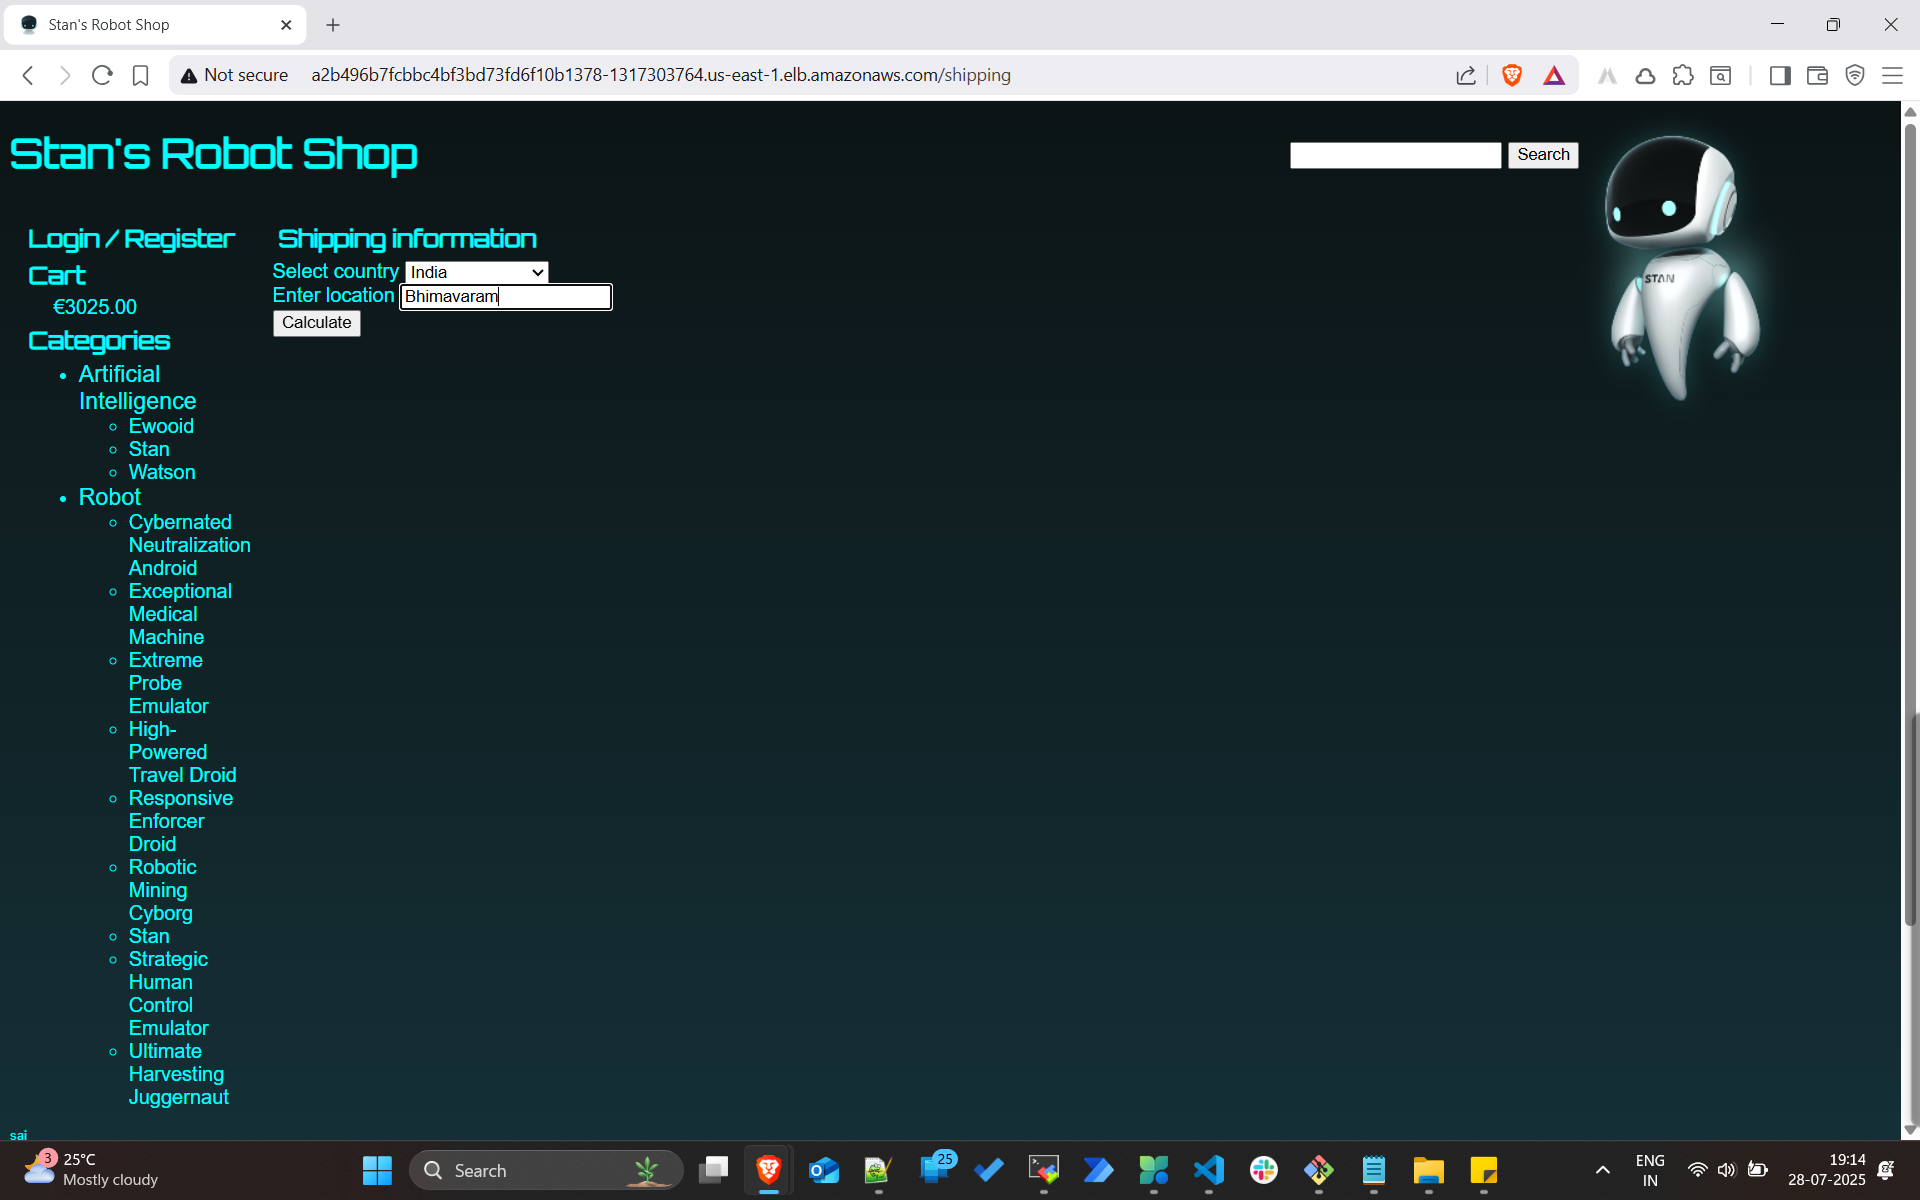 Stan's Robot Shop
Not secure
a2b496b7fcbbc4bf3bd73fd6f10b1378-1317303764.us-east-1.elb.amazonaws.com/shipping
Stan's Robot Shop
Search
STAN
Login / Register
Cart
€3025.00
Categories
Artificial
Intelligence
Ewooid
Stan
Watson
Robot
Cybernated
Neutralization
Android
Exceptional
Medical
Machine
Extreme
Probe
Emulator
High-
Powered
Travel Droid
Responsive
Enforcer
Droid
Robotic
Mining
Cyborg
Stan
Strategic
Human
Control
Emulator
Ultimate
Harvesting
Juggernaut
sai
Shipping information
Select country India
Enter location Bhimavaram
Calculate
3
25°C
Mostly cloudy
Search
25
ENG
IN
19:14
28-07-2025